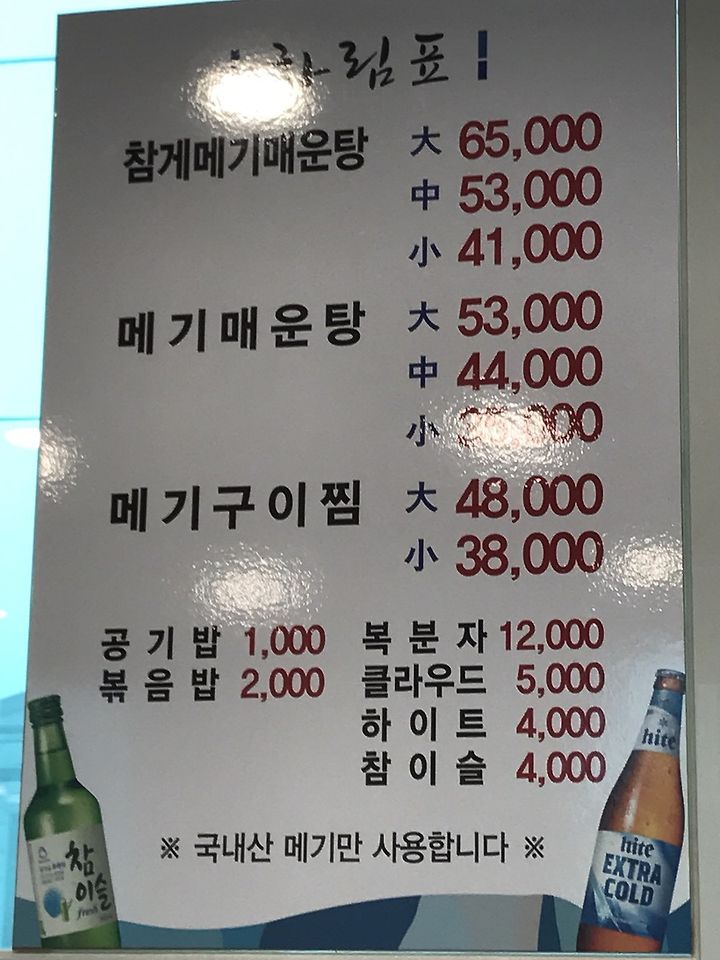 차림표
참게메기매운탕 大 65,000
中 53,000
小 41,000
메기매운탕 大 53,000
中 44,000
小
메기구이찜 大 48,000
小 38,000
공기밥 1,000 복분자 12,000
볶음밥 2,000 클라우드 5,000
하이트 4,000
참이슬 4,000
※ 국내산 메기만 사용합니다 ※
hite
참이슬
fresh
hite
EXTRA
COLD